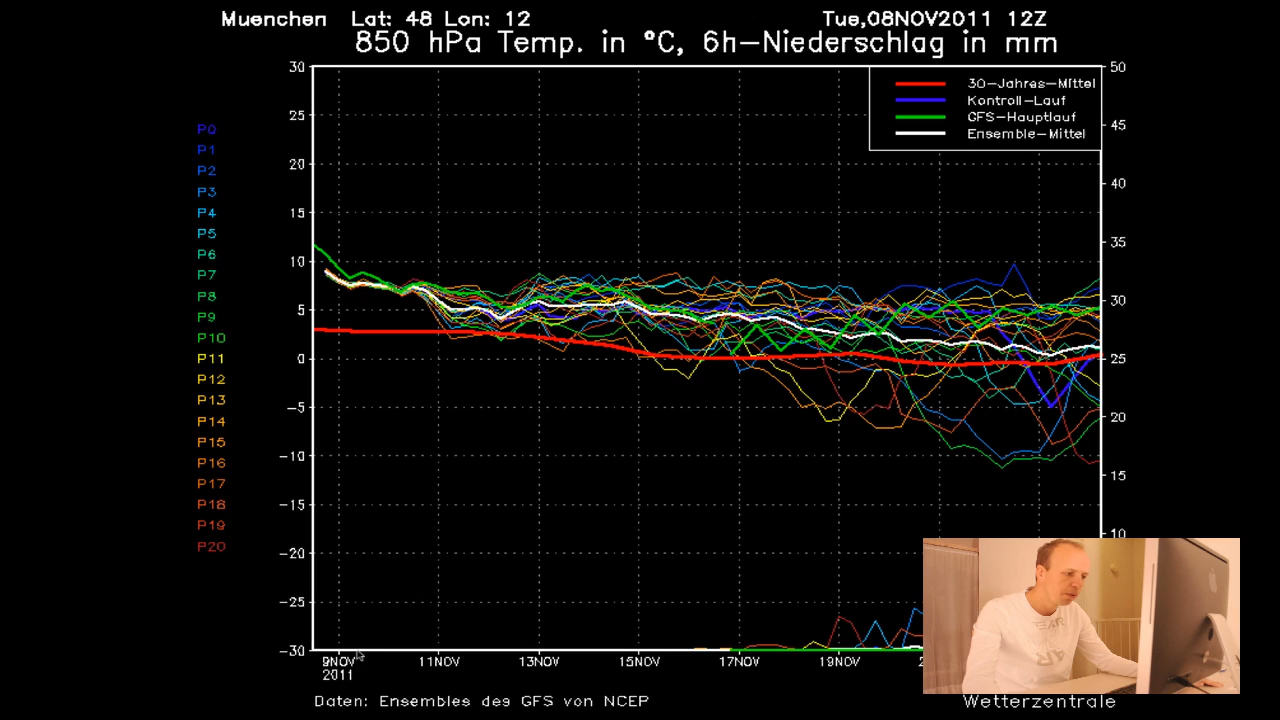 Muenchen Lat: 48 Lon: 12 Tue,08NOV2011 12Z
850 hPa Temp. in °C, 6h-Niederschlag in mm
30 50
30-Jahres-Mittel
Kontroll-Lauf
GFS-Hauptlauf
Ensemble-Mittel
25 45
P0
P1
20 40
P2
P3
15 35
P4
P5
10
P6
P7
30
P8
5
P9
P10
0 25
P11
P12
P13
-5 20
P14
P15
-10
P16
15
P17
P18
-15
P19
10
P20
-20
-25
-30
9NOV 11NOV 13NOV 15NOV 17NOV 19NOV
2011
Daten: Ensembles des GFS von NCEP Wetterzentrale